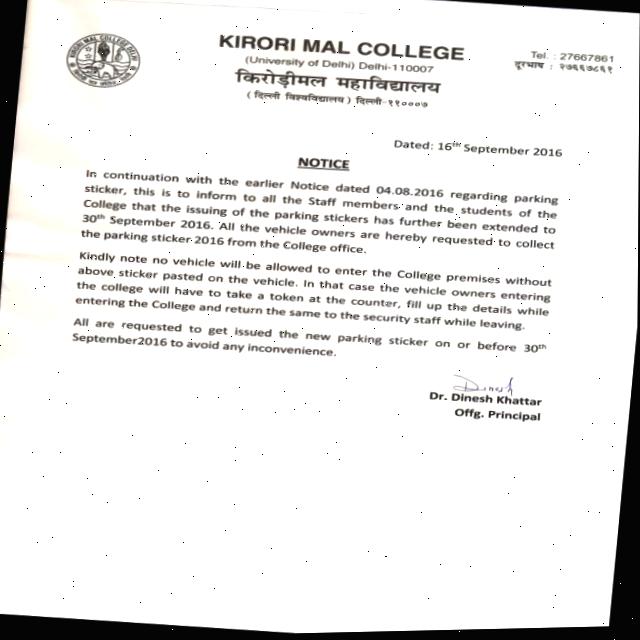 KIRORI MAL COLLEGE
(University of Delhi) Delhi-110007
किरोड़ीमल महाविद्यालय
( दिल्ली विश्वविद्यालय ) दिल्ली-११०००७
Tel. : 27667861
दूरभाष : २७६६७८६१
Dated: 16th September 2016
NOTICE
In continuation with the earlier Notice dated 04.08.2016 regarding parking
sticker, this is to inform to all the Staff members and the students of the
College that the issuing of the parking stickers has further been extended to
30th September 2016. All the vehicle owners are hereby requested to collect
the parking sticker 2016 from the College office.
Kindly note no vehicle will be allowed to enter the College premises without
above sticker pasted on the vehicle. In that case the vehicle owners entering
the college will have to take a token at the counter, fill up the details while
entering the College and return the same to the security staff while leaving.
All are requested to get issued the new parking sticker on or before 30th
September2016 to avoid any inconvenience.
Dinesh
Dr. Dinesh Khattar
Offg. Principal